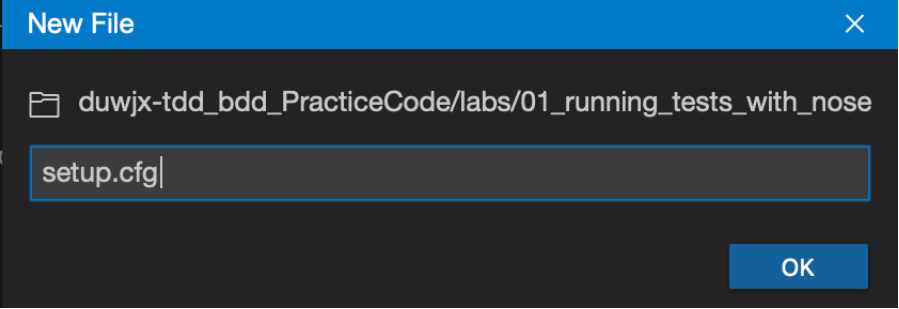 New File
duwjx-tdd_bdd_PracticeCode/labs/01_running_tests_with_nose
setup.cfg
OK